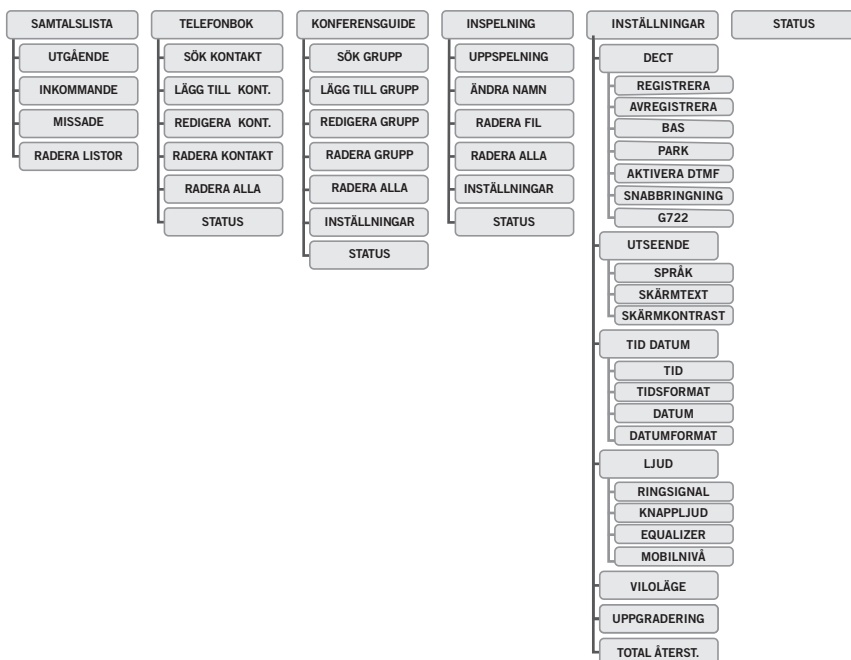 SAMTALSLISTA
UTGÅENDE
INKOMMANDE
MISSADE
RADERA LISTOR
TELEFONBOK
SÖK KONTAKT
LÄGG TILL KONT.
REDIGERA KONT.
RADERA KONTAKT
RADERA ALLA
STATUS
KONFERENSGUIDE
SÖK GRUPP
LÄGG TILL GRUPP
REDIGERA GRUPP
RADERA GRUPP
RADERA ALLA
INSTÄLLNINGAR
STATUS
INSPELNING
UPPSPELNING
ÄNDRA NAMN
RADERA FIL
RADERA ALLA
INSTÄLLNINGAR
STATUS
INSTÄLLNINGAR
DECT
REGISTRERA
AVREGISTRERA
BAS
PARK
AKTIVERA DTMF
SNABBRINGNING
G722
UTSEENDE
SPRÅK
SKÄRMTEXT
SKÄRMKONTRAST
TID DATUM
TID
TIDSFORMAT
DATUM
DATUMFORMAT
LJUD
RINGSIGNAL
KNAPPLJUD
EQUALIZER
MOBILNIVÅ
VILOLÄGE
UPPGRADERING
TOTAL ÅTERST.
STATUS